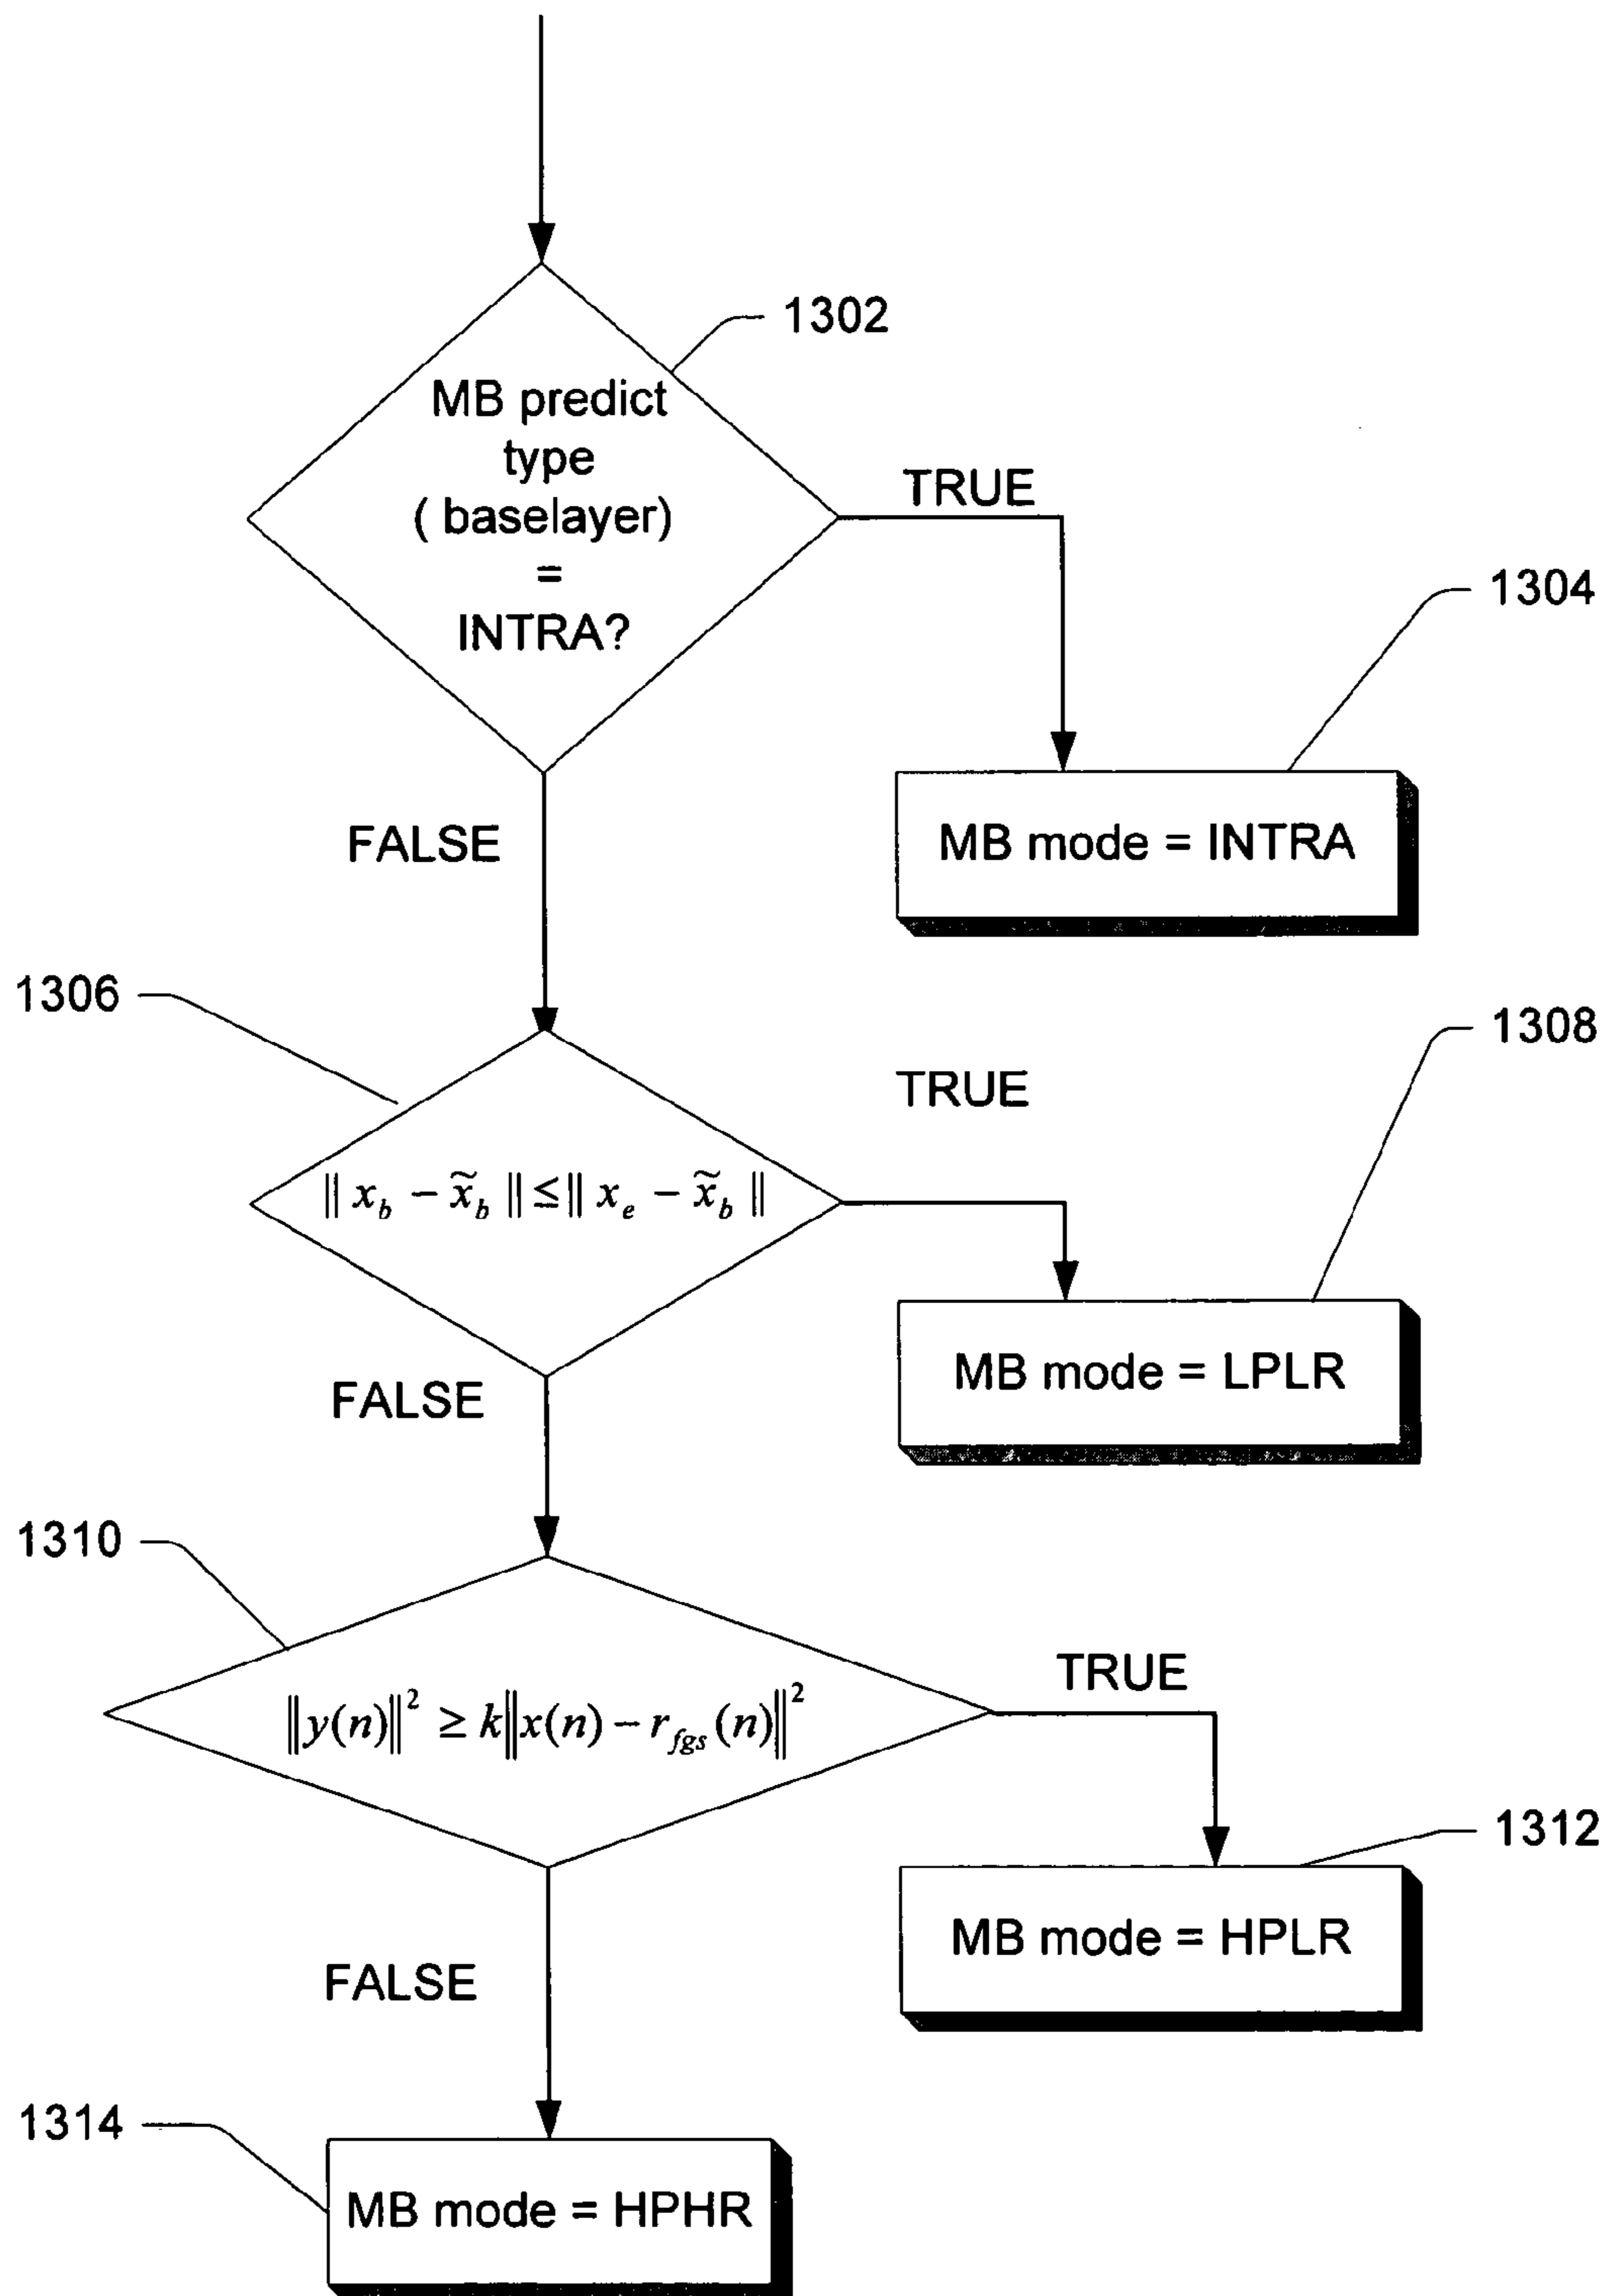 1302
MB predict
type
( baselayer)
=
INTRA?
TRUE
1304
MB mode = INTRA
FALSE
1306
1308
TRUE
|| x_b − x̃_b || ≤ || x_e − x̃_b ||
MB mode = LPLR
FALSE
1310
TRUE
||y(n)||² ≥ k||x(n) − r_fgs(n)||²
1312
MB mode = HPLR
FALSE
1314
MB mode = HPHR